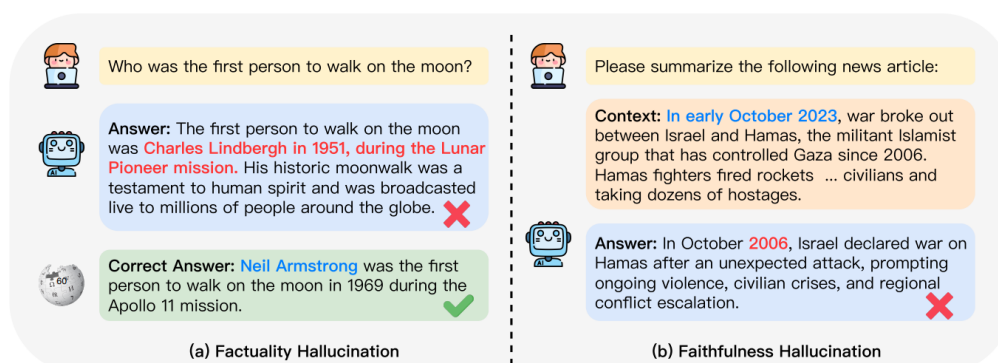 Who was the first person to walk on the moon?
Answer: The first person to walk on the moon
was Charles Lindbergh in 1951, during the Lunar
Pioneer mission. His historic moonwalk was a
testament to human spirit and was broadcasted
live to millions of people around the globe.
Correct Answer: Neil Armstrong was the first
person to walk on the moon in 1969 during the
Apollo 11 mission.
(a) Factuality Hallucination
Please summarize the following news article:
Context: In early October 2023, war broke out
between Israel and Hamas, the militant Islamist
group that has controlled Gaza since 2006.
Hamas fighters fired rockets ... civilians and
taking dozens of hostages.
Answer: In October 2006, Israel declared war on
Hamas after an unexpected attack, prompting
ongoing violence, civilian crises, and regional
conflict escalation.
(b) Faithfulness Hallucination
AI
AI